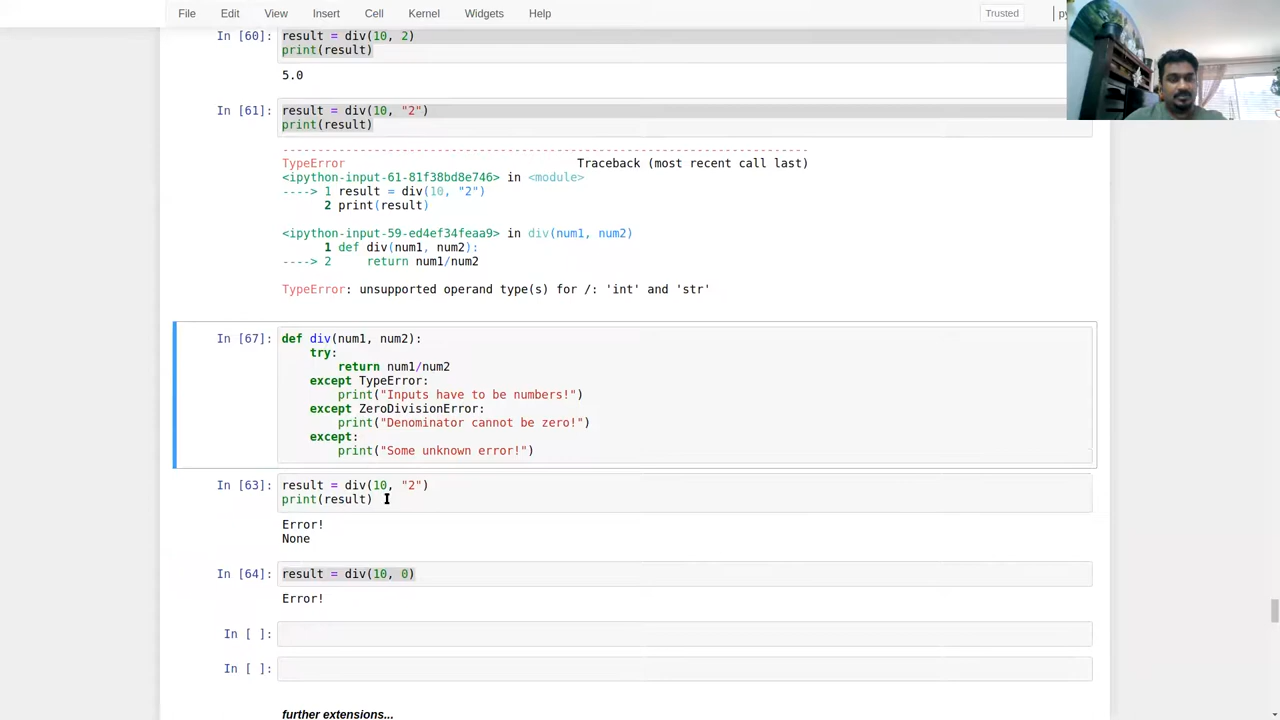 File Edit View Insert Cell Kernel Widgets Help Trusted
In [60]: result = div(10, 2)
print(result)
5.0
In [61]: result = div(10, "2")
print(result)
---------------------------------------------------------------------------
TypeError Traceback (most recent call last)
<ipython-input-61-81f38bd8e746> in <module>
----> 1 result = div(10, "2")
2 print(result)
<ipython-input-59-ed4ef34feaa9> in div(num1, num2)
1 def div(num1, num2):
----> 2 return num1/num2
TypeError: unsupported operand type(s) for /: 'int' and 'str'
In [67]: def div(num1, num2):
try:
return num1/num2
except TypeError:
print("Inputs have to be numbers!")
except ZeroDivisionError:
print("Denominator cannot be zero!")
except:
print("Some unknown error!")
In [63]: result = div(10, "2")
print(result)
Error!
None
In [64]: result = div(10, 0)
Error!
In [ ]:
In [ ]:
further extensions...